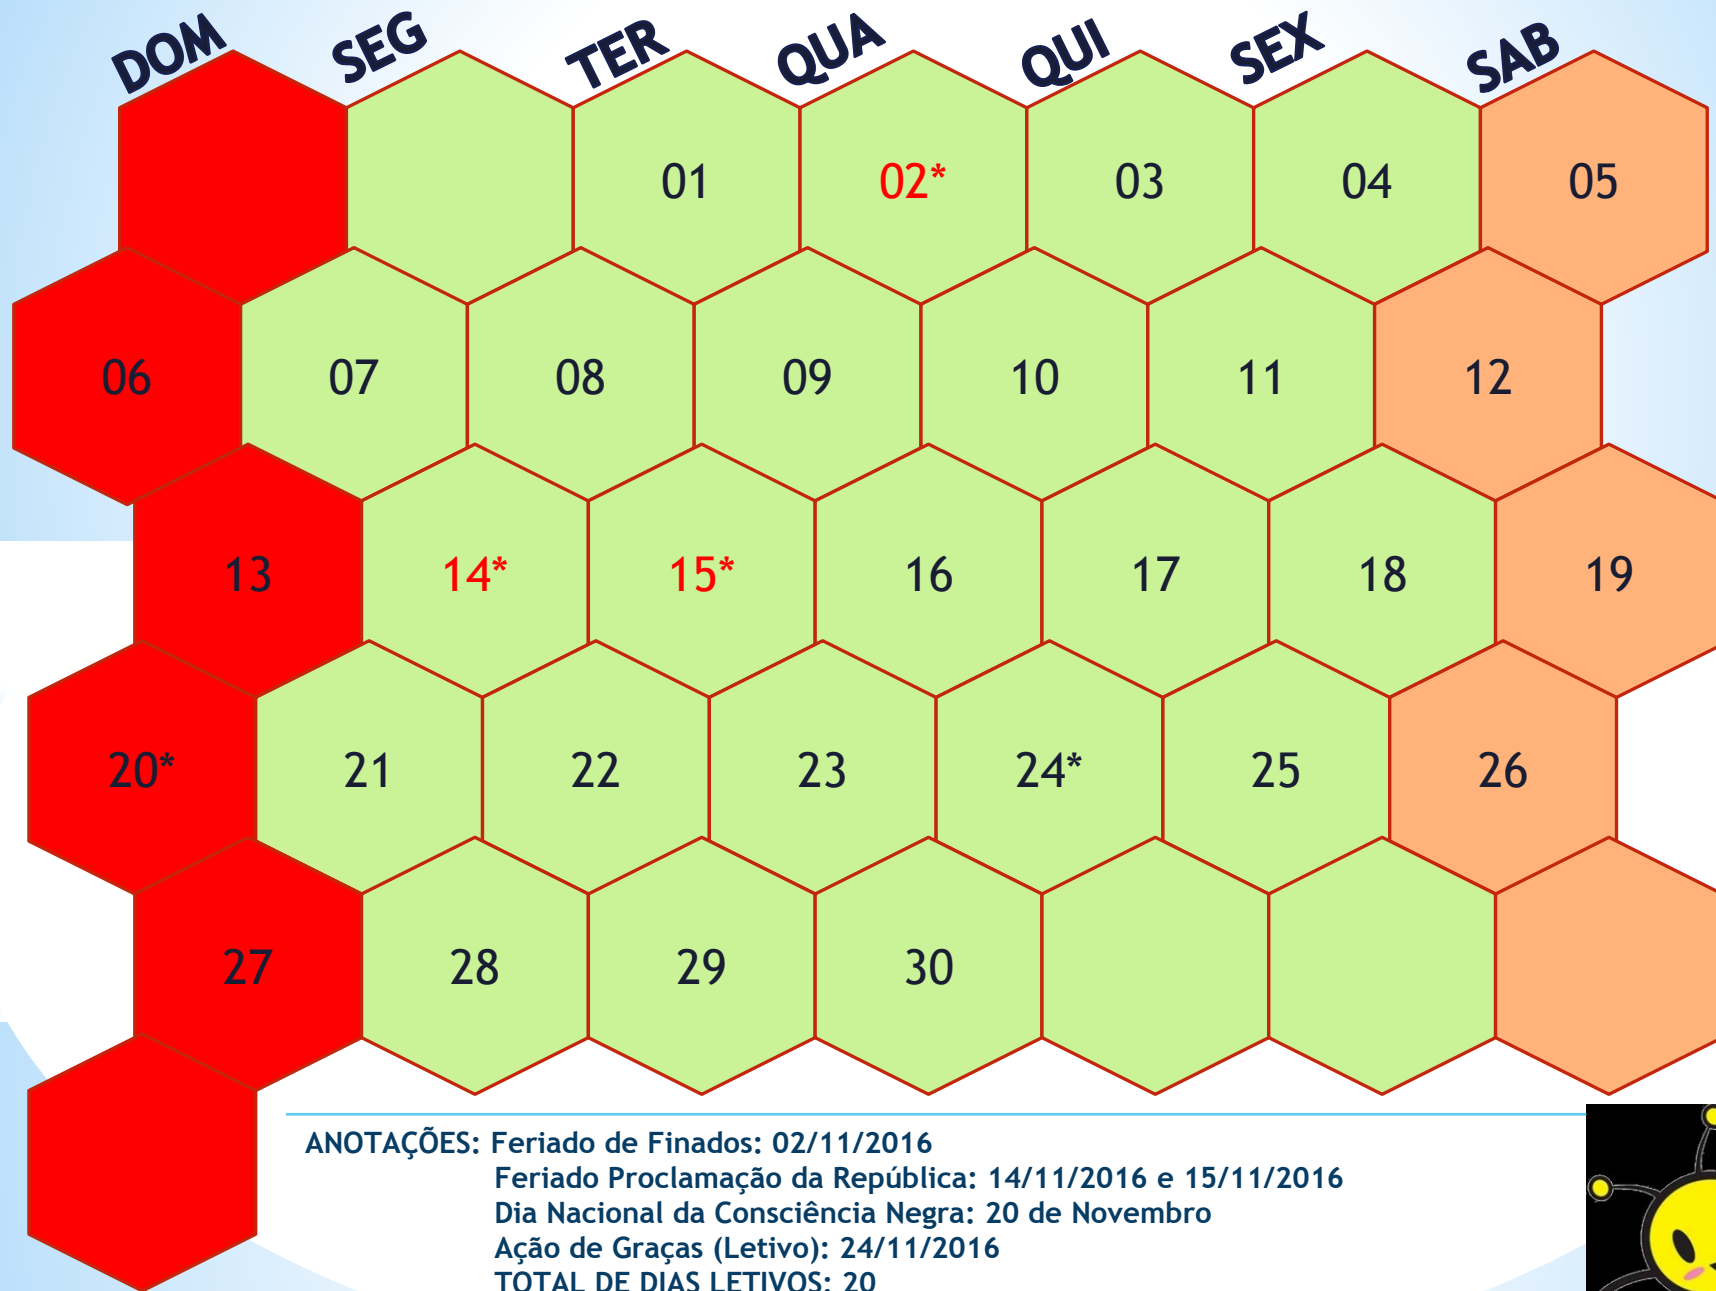 DOM SEG TER QUA QUI SEX SAB
01 02* 03 04 05
06 07 08 09 10 11 12
13 14* 15* 16 17 18 19
20* 21 22 23 24* 25 26
27 28 29 30
ANOTAÇÕES: Feriado de Finados: 02/11/2016
Feriado Proclamação da República: 14/11/2016 e 15/11/2016
Dia Nacional da Consciência Negra: 20 de Novembro
Ação de Graças (Letivo): 24/11/2016
TOTAL DE DIAS LETIVOS: 20